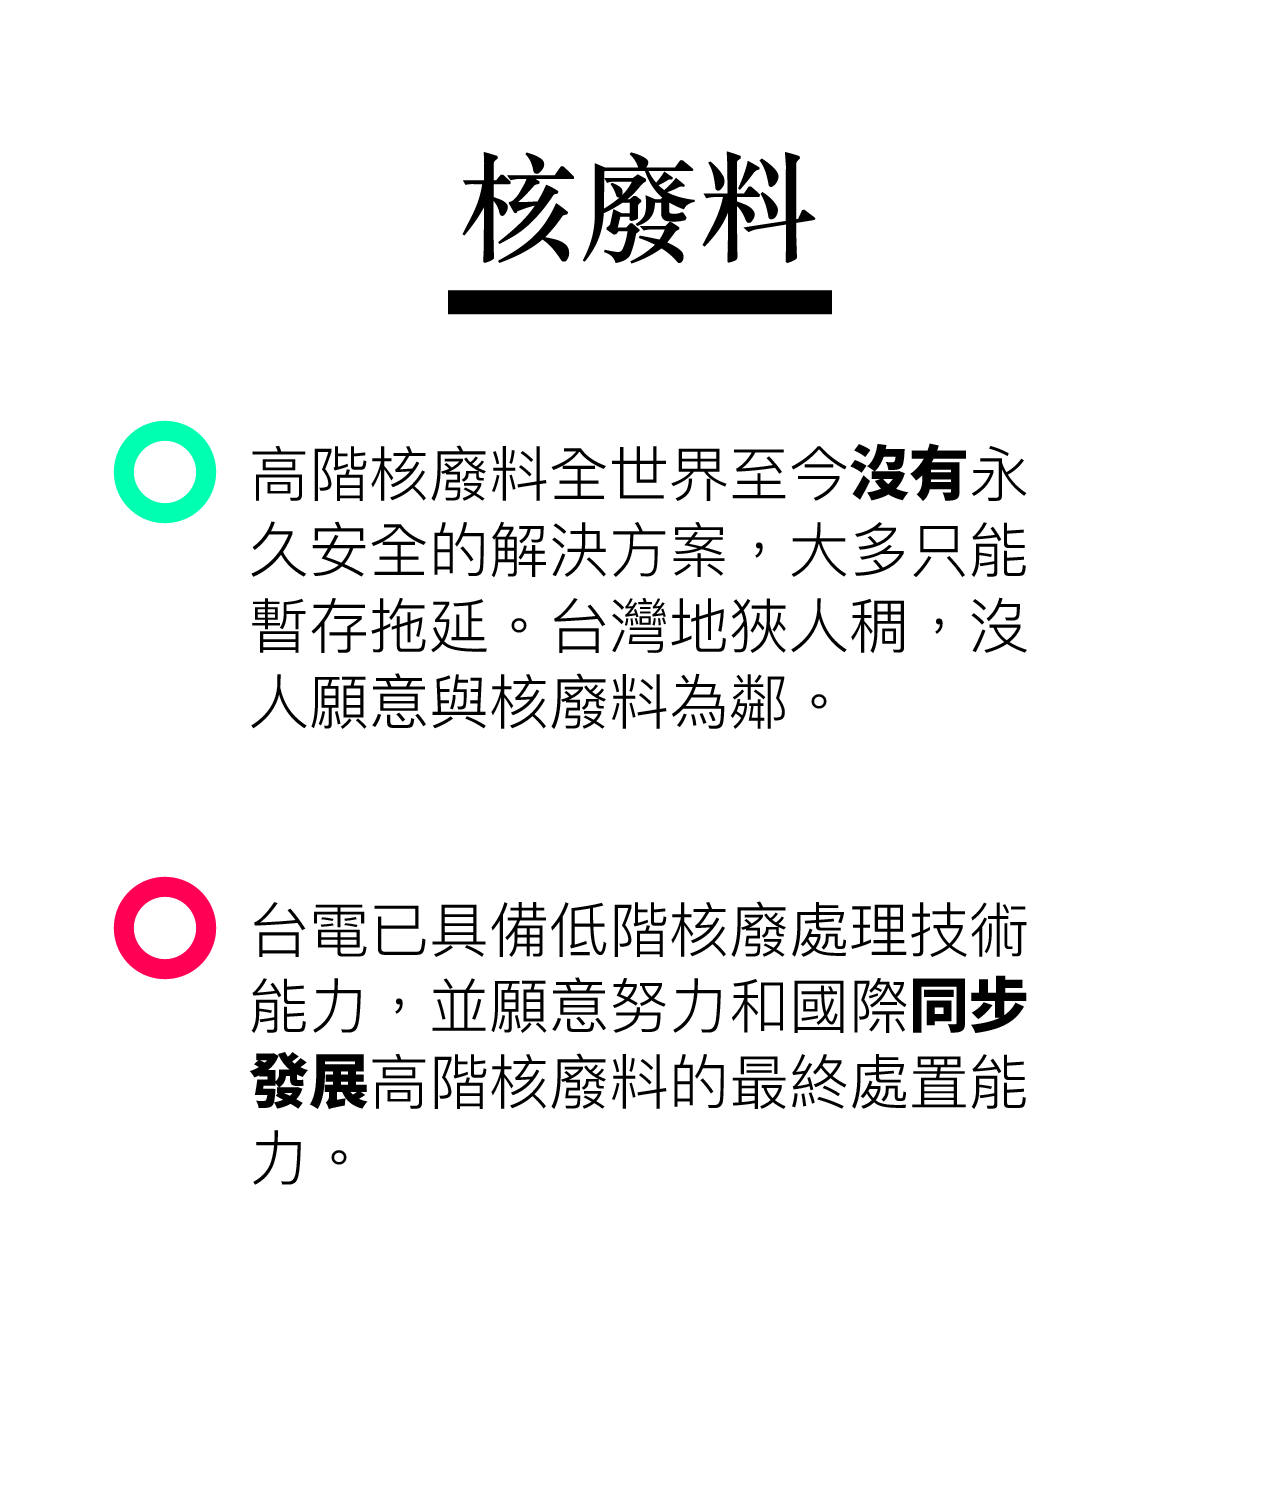 核廢料
高階核廢料全世界至今沒有永
久安全的解決方案，大多只能
暫存拖延。台灣地狹人稠，沒
人願意與核廢料為鄰。
台電已具備低階核廢處理技術
能力，並願意努力和國際同步
發展高階核廢料的最終處置能
力。